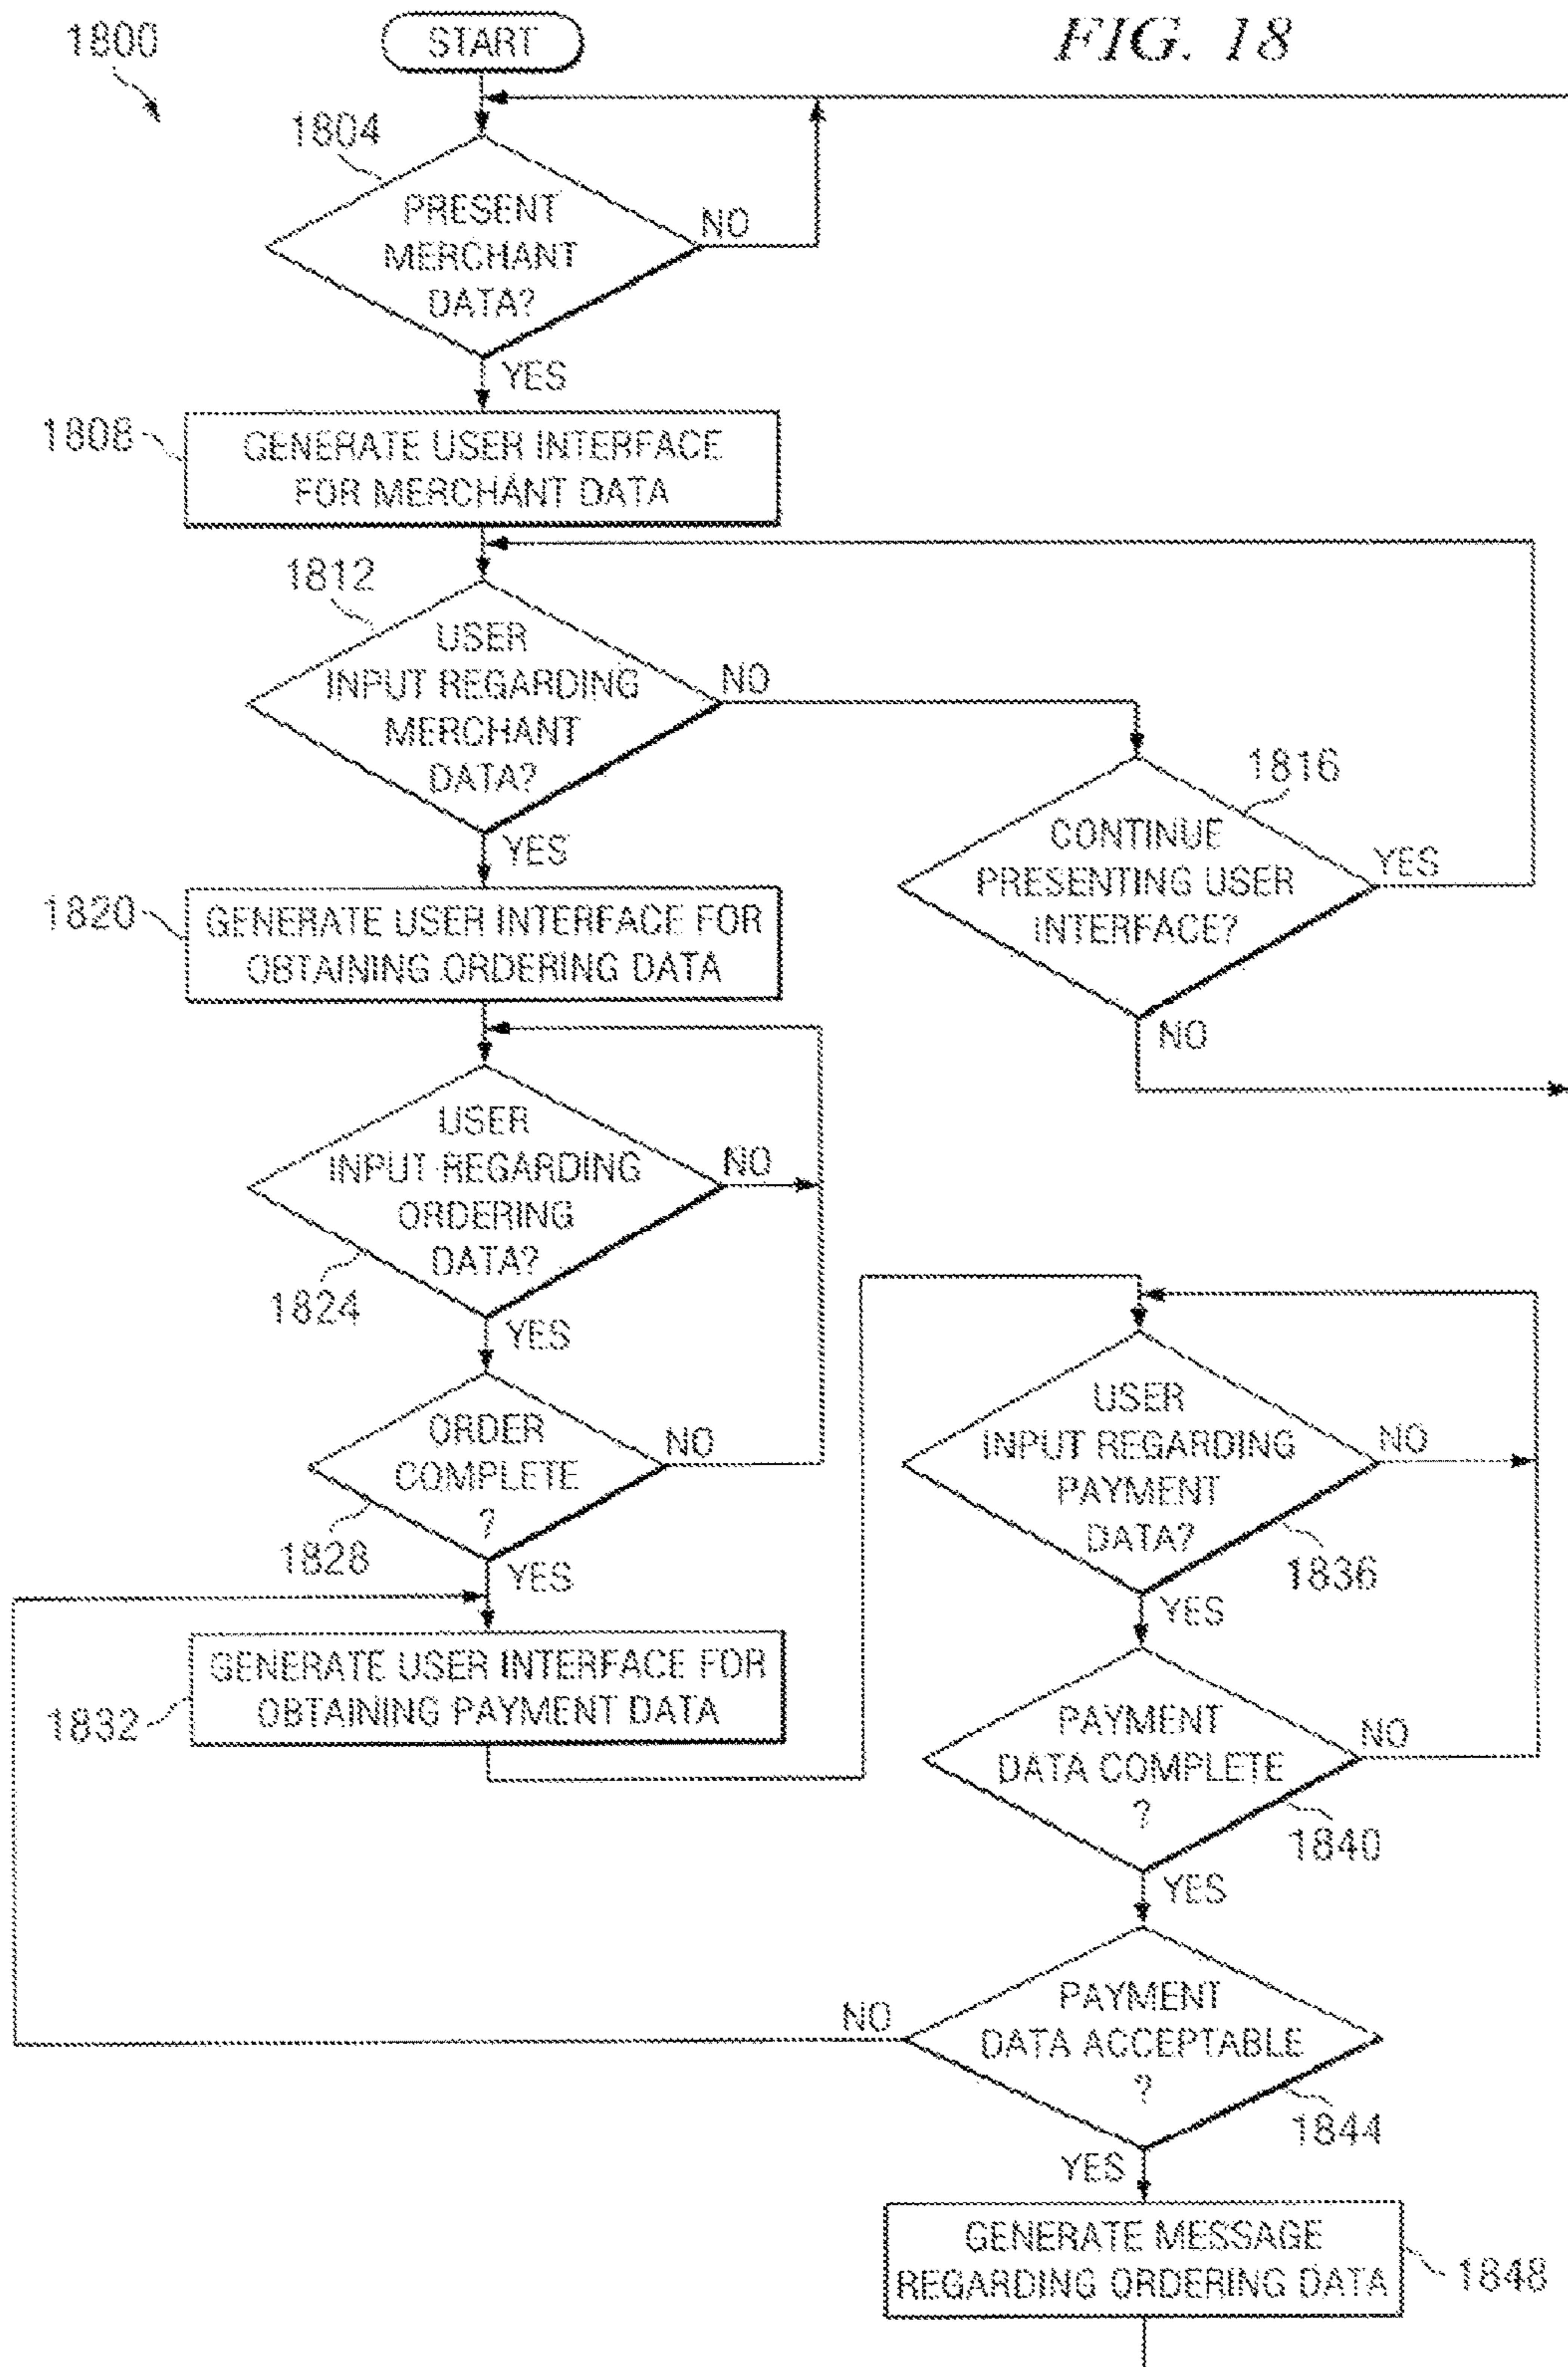 1800
START
FIG. 18
1804
PRESENT
MERCHANT
DATA?
NO
YES
1808
GENERATE USER INTERFACE
FOR MERCHANT DATA
1812
USER
INPUT REGARDING
MERCHANT
DATA?
NO
YES
1816
CONTINUE
PRESENTING USER
INTERFACE?
YES
NO
1820
GENERATE USER INTERFACE FOR
OBTAINING ORDERING DATA
USER
INPUT REGARDING
ORDERING
DATA?
NO
1824
YES
ORDER
COMPLETE
?
NO
1828
YES
1832
GENERATE USER INTERFACE FOR
OBTAINING PAYMENT DATA
USER
INPUT REGARDING
PAYMENT
DATA?
NO
1836
YES
PAYMENT
DATA COMPLETE
?
NO
1840
YES
PAYMENT
DATA ACCEPTABLE
?
NO
1844
YES
GENERATE MESSAGE
REGARDING ORDERING DATA
1848